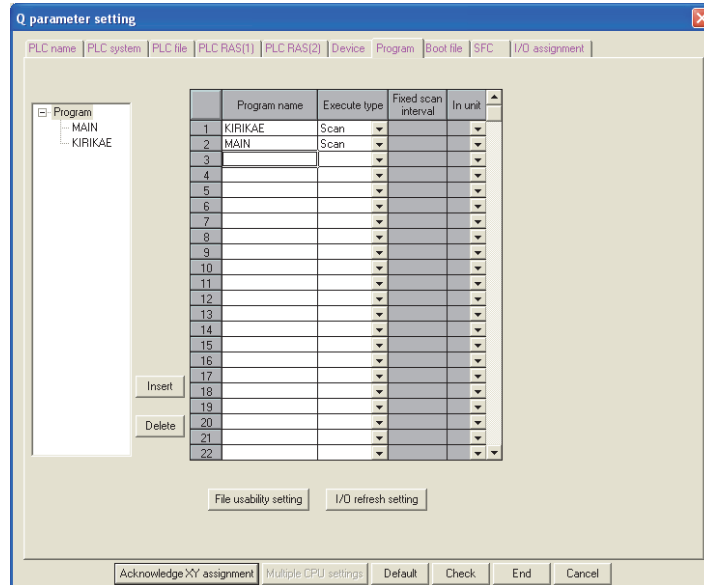 Q parameter setting
PLC name PLC system PLC file PLC RAS(1) PLC RAS(2) Device Program Boot file SFC I/O assignment
Program
MAIN
KIRIKAE
Program name Execute type Fixed scan interval In unit
1 KIRIKAE Scan
2 MAIN Scan
3
4
5
6
7
8
9
10
11
12
13
14
15
16
17
18
19
20
21
22
Insert
Delete
File usability setting I/O refresh setting
Acknowledge XY assignment Multiple CPU settings Default Check End Cancel